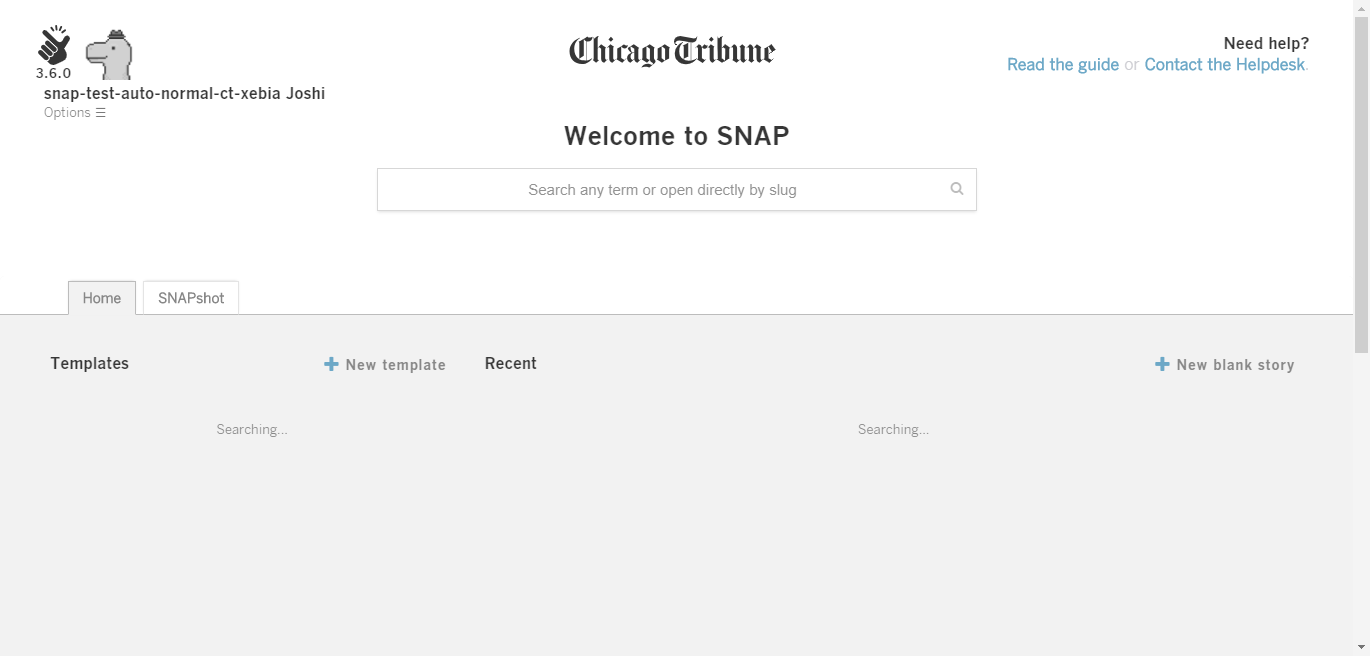 3.6.0
snap-test-auto-normal-ct-xebia Joshi
Options ☰
Chicago Tribune
Need help?
Read the guide or Contact the Helpdesk.
Welcome to SNAP
Search any term or open directly by slug
Home
SNAPshot
Templates
New template
Searching...
Recent
New blank story
Searching...